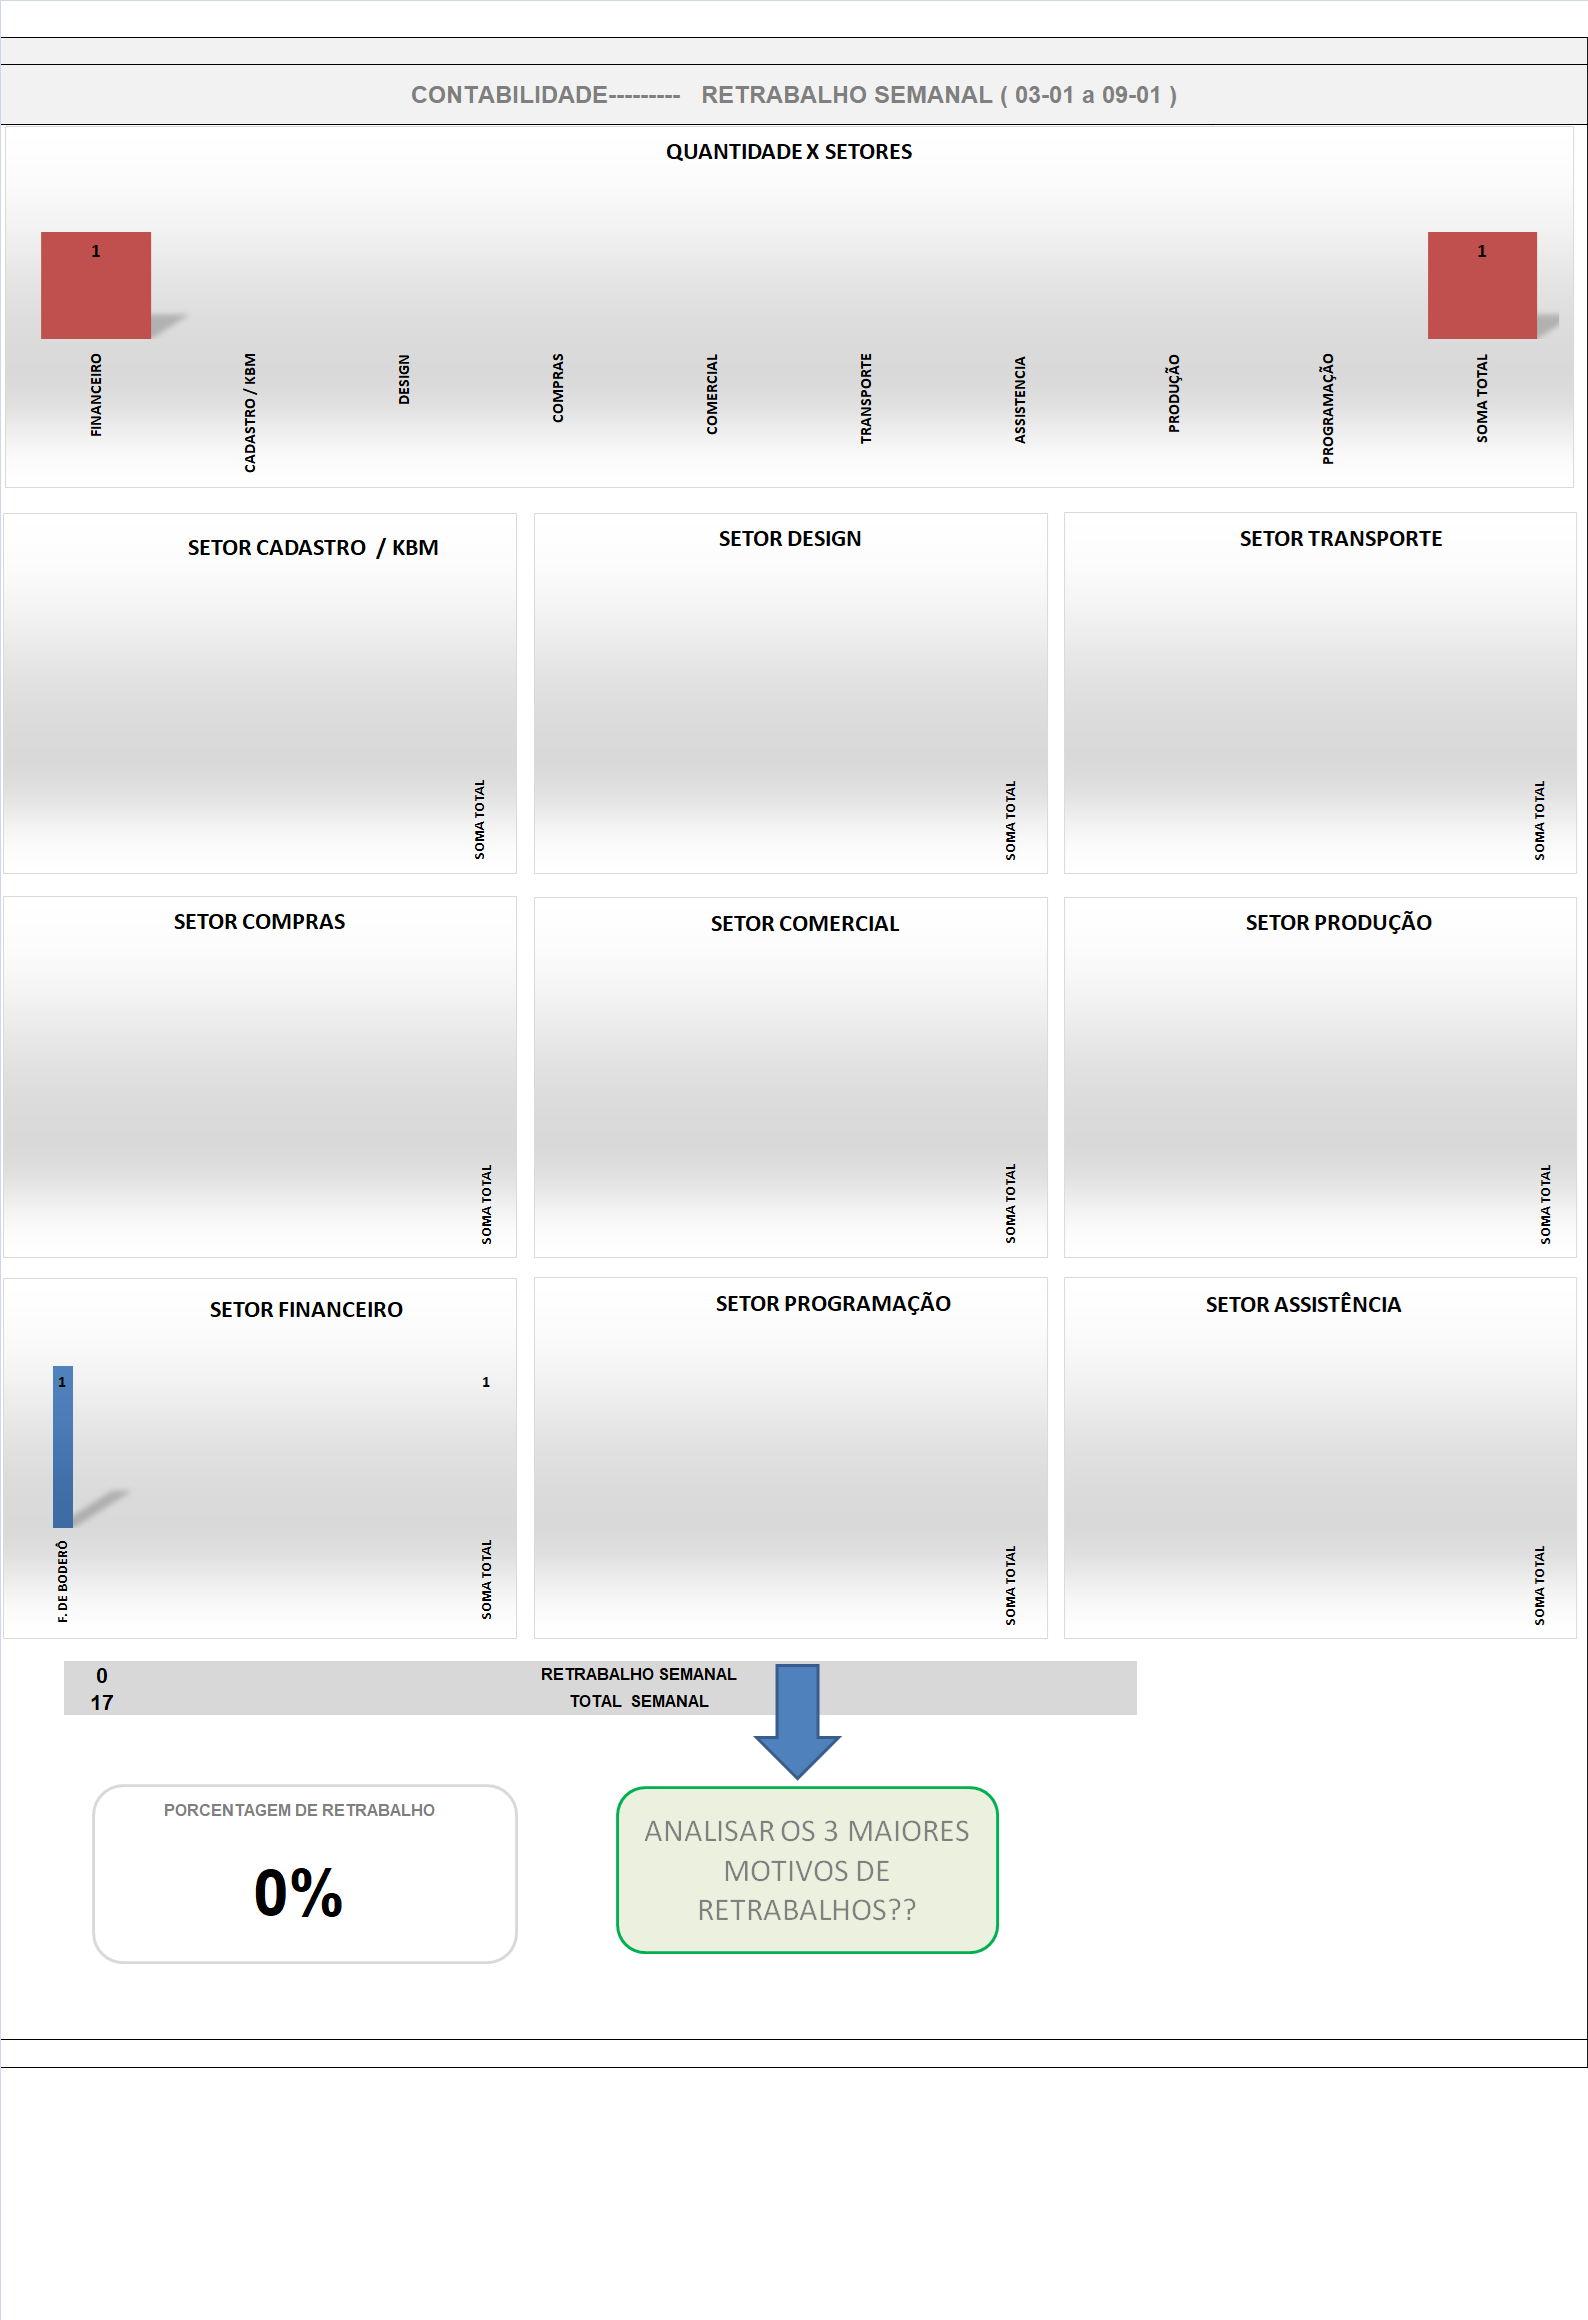 CONTABILIDADE--------- RETRABALHO SEMANAL ( 03-01 a 09-01 )
QUANTIDADE X SETORES
1
1
FINANCEIRO
CADASTRO / KBM
DESIGN
COMPRAS
COMERCIAL
TRANSPORTE
ASSISTENCIA
PRODUÇÃO
PROGRAMAÇÃO
SOMA TOTAL
SETOR CADASTRO / KBM
SOMA TOTAL
SETOR DESIGN
SOMA TOTAL
SETOR TRANSPORTE
SOMA TOTAL
SETOR COMPRAS
SOMA TOTAL
SETOR COMERCIAL
SOMA TOTAL
SETOR PRODUÇÃO
SOMA TOTAL
SETOR FINANCEIRO
1
1
F. DE BODERÔ
SOMA TOTAL
SETOR PROGRAMAÇÃO
SOMA TOTAL
SETOR ASSISTÊNCIA
SOMA TOTAL
0 RETRABALHO SEMANAL
17 TOTAL SEMANAL
PORCENTAGEM DE RETRABALHO
0%
ANALISAR OS 3 MAIORES
MOTIVOS DE
RETRABALHOS??